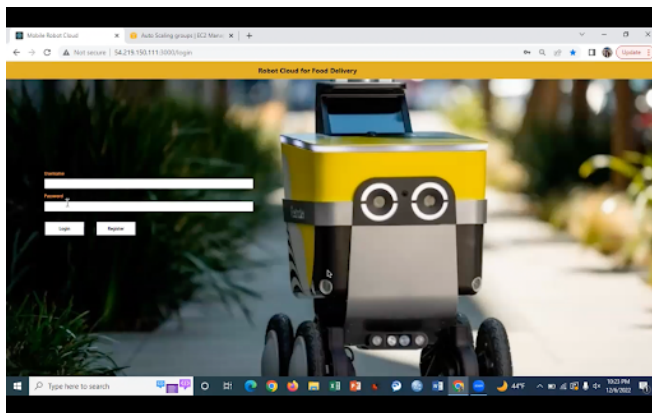 Mobile Robot Cloud
Auto Scaling groups | EC2 Mana
Not secure | 54.219.150.111:3000/login
Update
Robot Cloud for Food Delivery
Username
Password
Login
Register
Type here to search
44°F
10:23 PM
12/6/2022